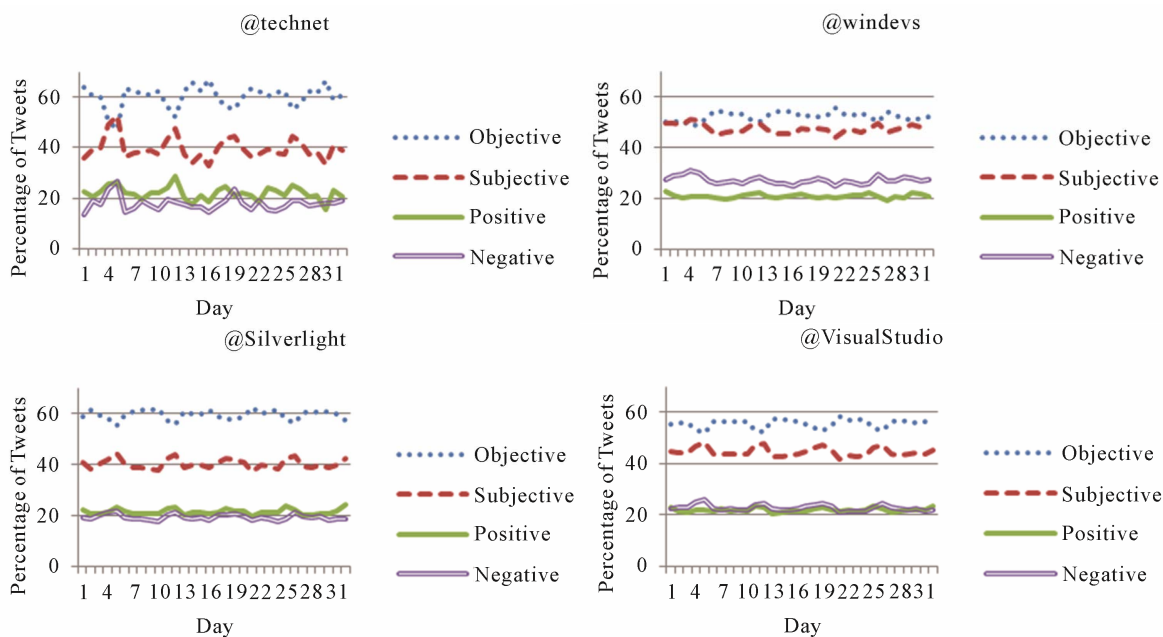 @technet
Percentage of Tweets
60
40
20
0
1 4 7 10 13 16 19 22 25 28 31
Day
Objective
Subjective
Positive
Negative
@windevs
Percentage of Tweets
60
40
20
0
1 4 7 10 13 16 19 22 25 28 31
Day
Objective
Subjective
Positive
Negative
@Silverlight
Percentage of Tweets
60
40
20
0
1 4 7 10 13 16 19 22 25 28 31
Day
Objective
Subjective
Positive
Negative
@VisualStudio
Percentage of Tweets
60
40
20
0
1 4 7 10 13 16 19 22 25 28 31
Day
Objective
Subjective
Positive
Negative